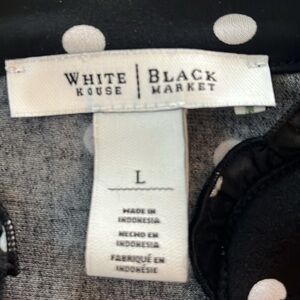 WHITE | BLACK
HOUSE | MARKET
L
MADE IN
INDONESIA
HECHO EN
INDONESIA
FABRIQUÉ EN
INDONÉSIE